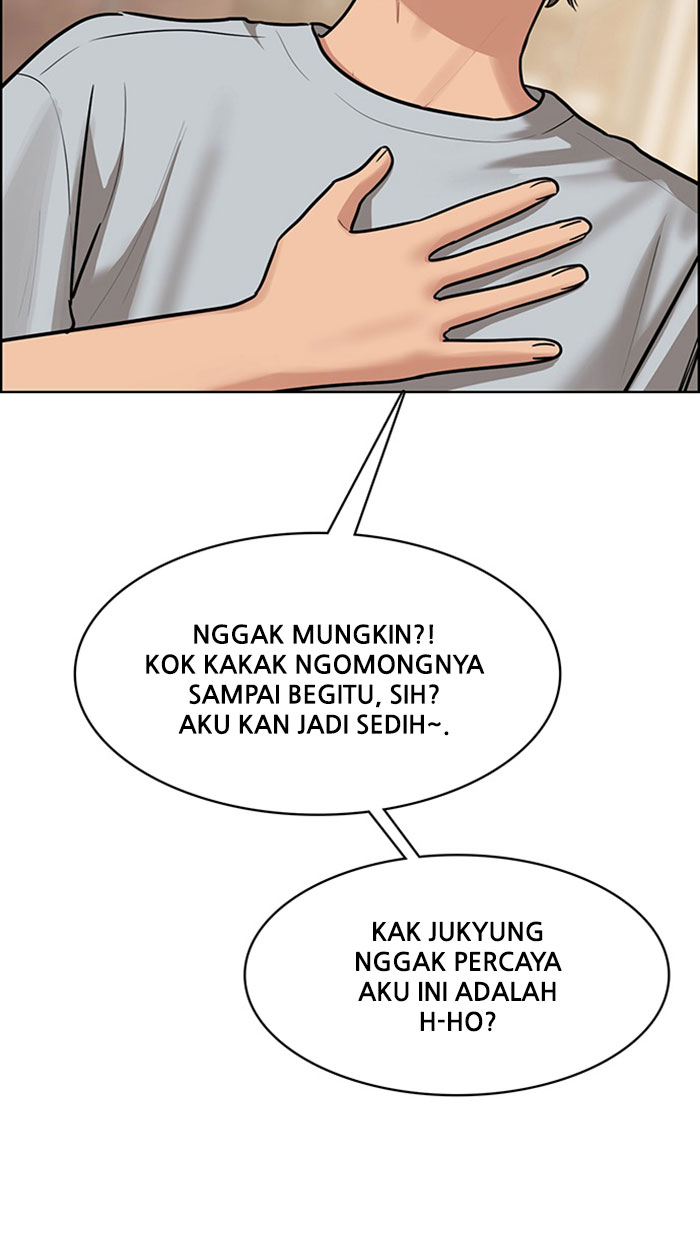 NGGAK MUNGKIN?!
KOK KAKAK NGOMONGNYA
SAMPAI BEGITU, SIH?
AKU KAN JADI SEDIH~.
KAK JUKYUNG
NGGAK PERCAYA
AKU INI ADALAH
H-HO?